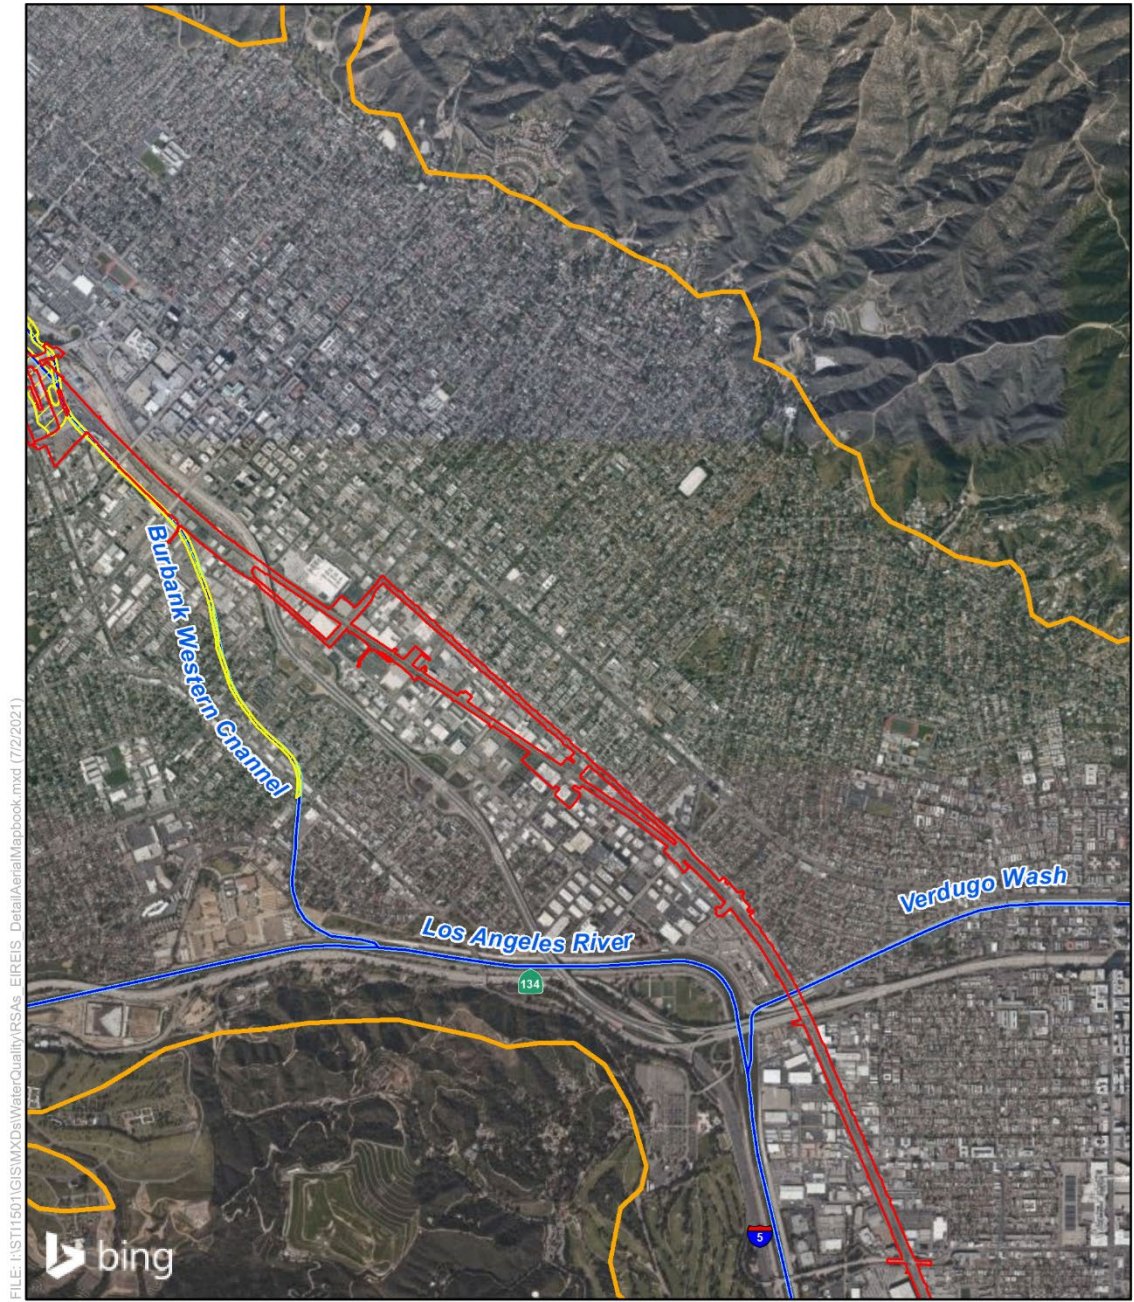 Burbank Western Cnannel
Verdugo Wash
Los Angeles River
134
5
bing
FILE: I:\STI1501\GIS\MXDs\WaterQuality\RSAs_EIREIS_DetailAerialMapbook.mxd (7/2/2021)